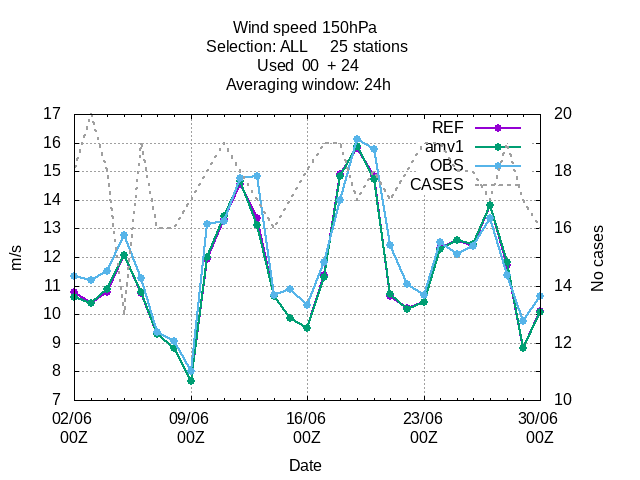 Wind speed 150hPa
Selection: ALL 25 stations
Used 00 + 24
Averaging window: 24h
17 20
REF
16 amv1
OBS
15 18
CASES
14
13 16
12
m/s No cases
11 14
10
9 12
8
7 10
02/06 09/06 16/06 23/06 30/06
00Z 00Z 00Z 00Z 00Z
Date